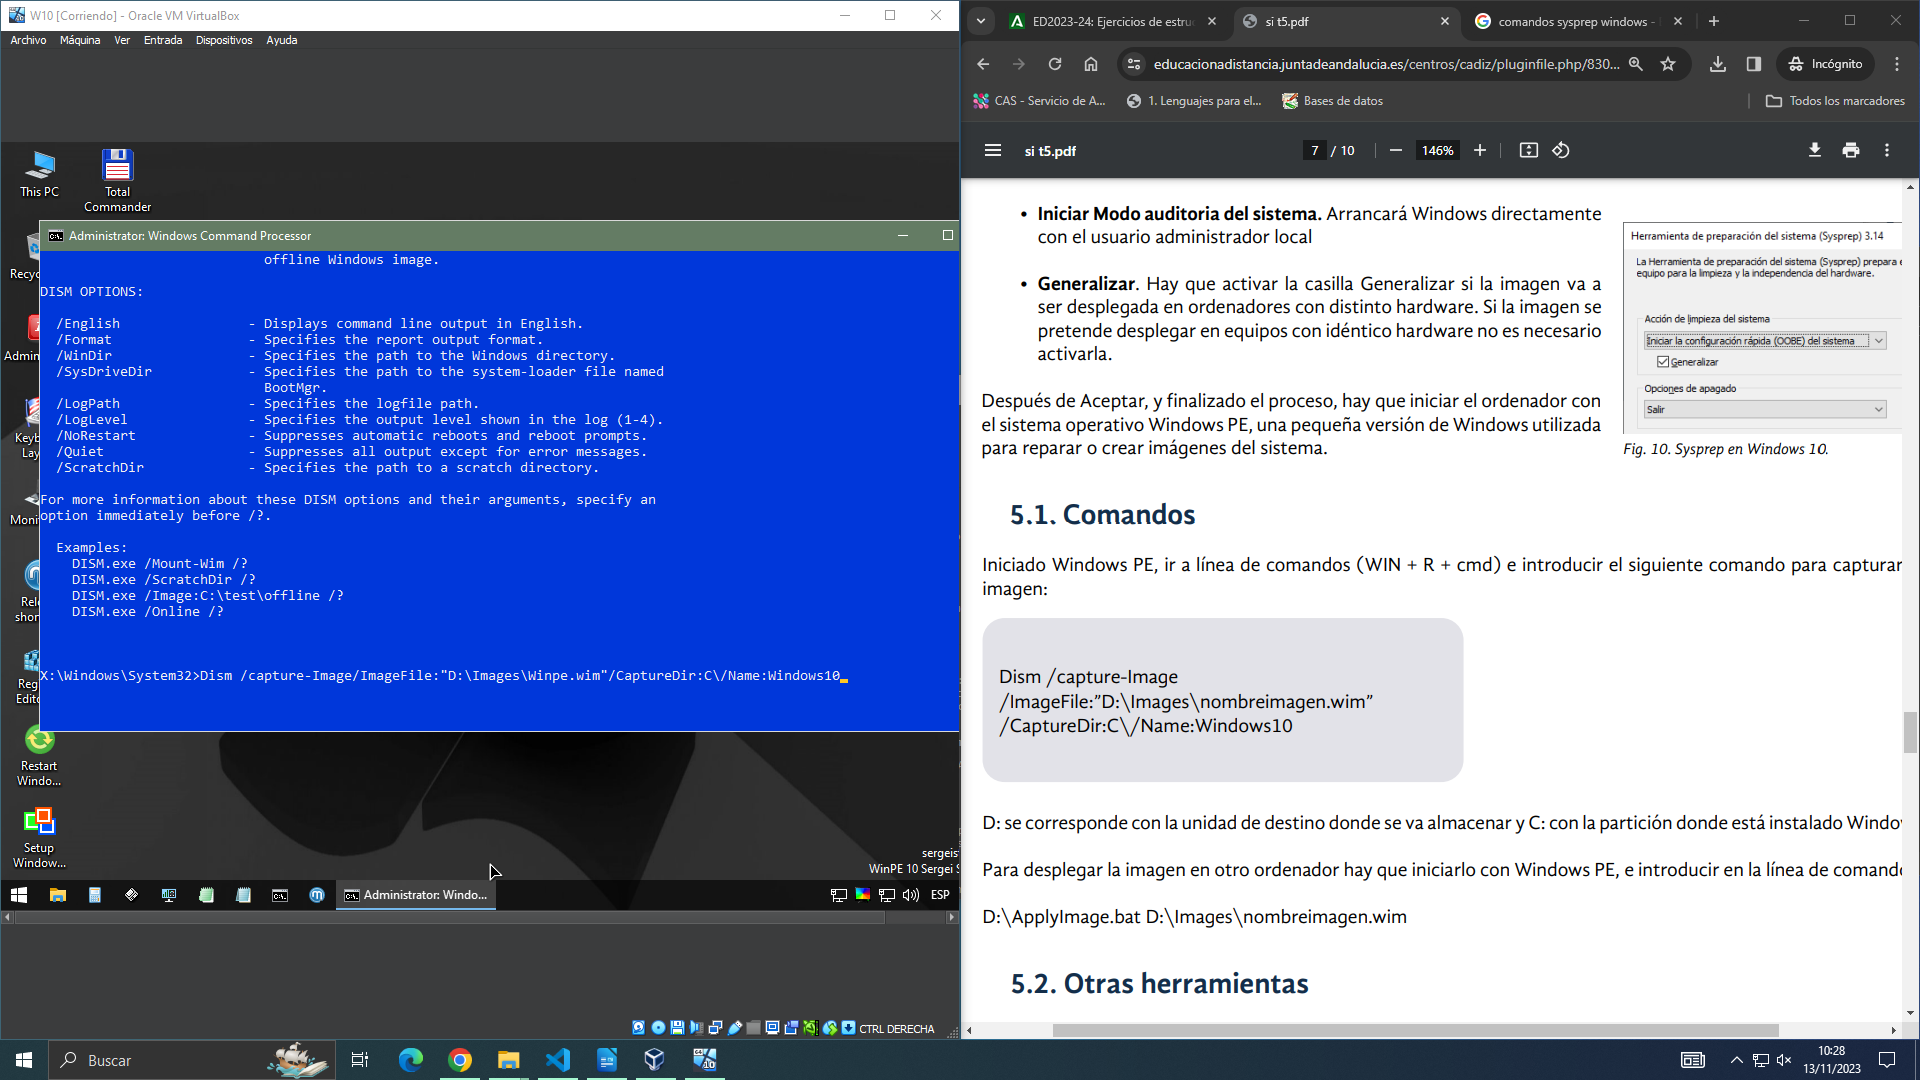 W10 [Corriendo] - Oracle VM VirtualBox
Archivo Máquina Ver Entrada Dispositivos Ayuda
This PC
Total
Commander
Administrator: Windows Command Processor
offline Windows image.
DISM OPTIONS:
/English - Displays command line output in English.
/Format - Specifies the report output format.
/WinDir - Specifies the path to the Windows directory.
/SysDriveDir - Specifies the path to the system-loader file named
BootMgr.
/LogPath - Specifies the logfile path.
/LogLevel - Specifies the output level shown in the log (1-4).
/NoRestart - Suppresses automatic reboots and reboot prompts.
/Quiet - Suppresses all output except for error messages.
/ScratchDir - Specifies the path to a scratch directory.
For more information about these DISM options and their arguments, specify an
option immediately before /?.
Examples:
DISM.exe /Mount-Wim /?
DISM.exe /ScratchDir /?
DISM.exe /Image:C:\test\offline /?
DISM.exe /Online /?
X:\Windows\System32>Dism /capture-Image/ImageFile:"D:\Images\Winpe.wim"/CaptureDir:C\/Name:Windows10
Recyc
Admin
Keyb
Lay
Moni
Relo
shor
Reg
Edito
Restart
Windo...
Setup
Window...
sergeis
WinPE 10 Sergei S
Administrator: Windo...
ESP
CTRL DERECHA
ED2023-24: Ejercicios de estru
si t5.pdf
comandos sysprep windows -
educacionadistancia.juntadeandalucia.es/centros/cadiz/pluginfile.php/830...
Incógnito
CAS - Servicio de A...
1. Lenguajes para el...
Bases de datos
Todos los marcadores
si t5.pdf
7 / 10
146%
• Iniciar Modo auditoria del sistema. Arrancará Windows directamente
con el usuario administrador local
• Generalizar. Hay que activar la casilla Generalizar si la imagen va a
ser desplegada en ordenadores con distinto hardware. Si la imagen se
pretende desplegar en equipos con idéntico hardware no es necesario
activarla.
Después de Aceptar, y finalizado el proceso, hay que iniciar el ordenador con
el sistema operativo Windows PE, una pequeña versión de Windows utilizada
para reparar o crear imágenes del sistema.
Herramienta de preparación del sistema (Sysprep) 3.14
La Herramienta de preparación del sistema (Sysprep) prepara e
equipo para la limpieza y la independencia del hardware.
Acción de limpieza del sistema
Iniciar la configuración rápida (OOBE) del sistema
Generalizar
Opciones de apagado
Salir
Fig. 10. Sysprep en Windows 10.
5.1. Comandos
Iniciado Windows PE, ir a línea de comandos (WIN + R + cmd) e introducir el siguiente comando para capturar
imagen:
Dism /capture-Image
/ImageFile:”D:\Images\nombreimagen.wim”
/CaptureDir:C\/Name:Windows10
D: se corresponde con la unidad de destino donde se va almacenar y C: con la partición donde está instalado Windo
Para desplegar la imagen en otro ordenador hay que iniciarlo con Windows PE, e introducir en la línea de comando
D:\ApplyImage.bat D:\Images\nombreimagen.wim
5.2. Otras herramientas
Buscar
10:28
13/11/2023